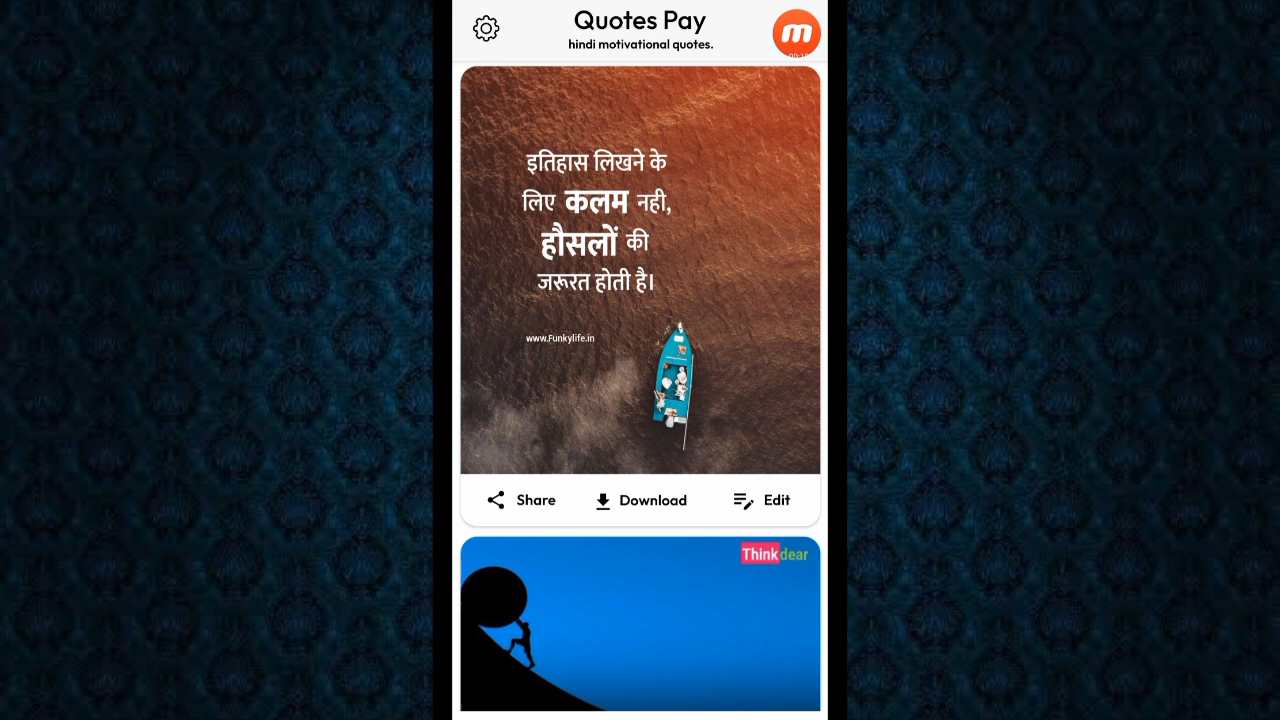 Quotes Pay
hindi motivational quotes.
m
इतिहास लिखने के
लिए कलम नही,
हौसलों की
जरूरत होती है।
www.Funkylife.in
Share Download Edit
Thinkdear